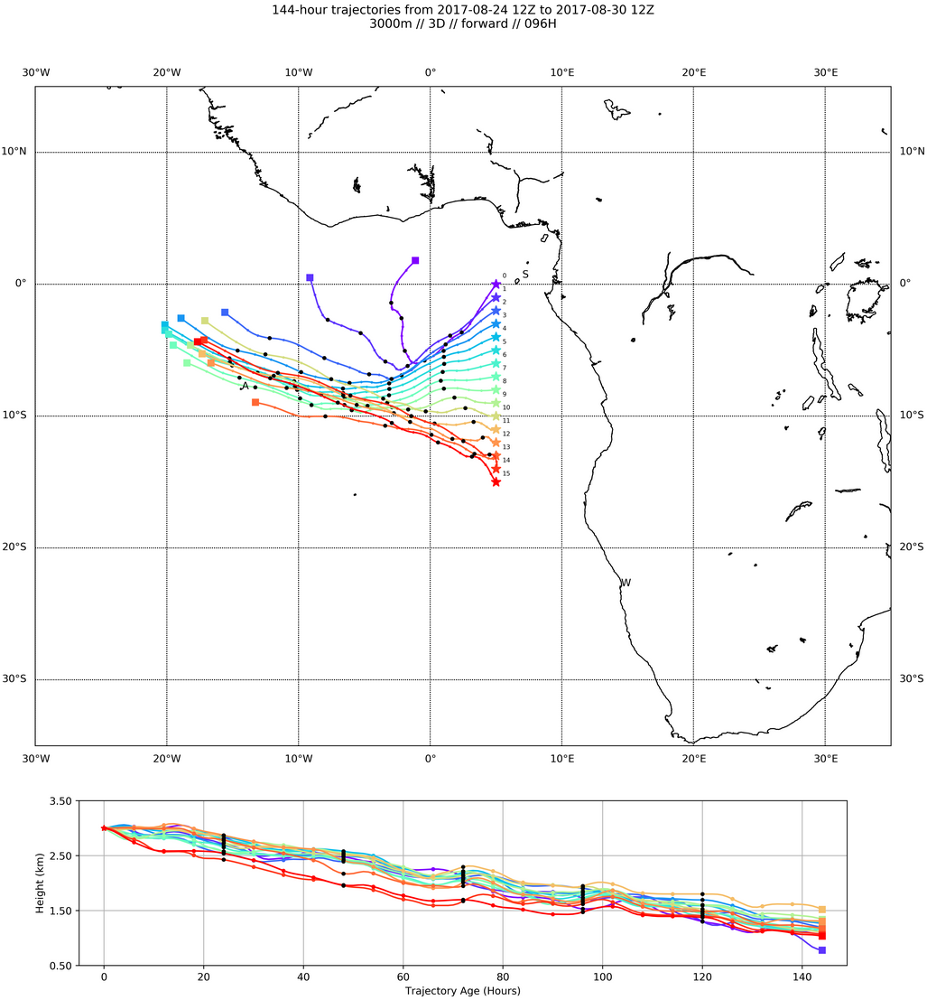 144-hour trajectories from 2017-08-24 12Z to 2017-08-30 12Z
3000m // 3D // forward // 096H
30°W 20°W 10°W 0° 10°E 20°E 30°E
10°N 10°N
0
S
0° 0°
1
2
3
4
5
6
7
8
A
9
10
10°S 10°S
11
12
13
14
15
20°S 20°S
W
30°S 30°S
30°W 20°W 10°W 0° 10°E 20°E 30°E
3.50
2.50
1.50
0.50
Height (km)
0 20 40 60 80 100 120 140
Trajectory Age (Hours)